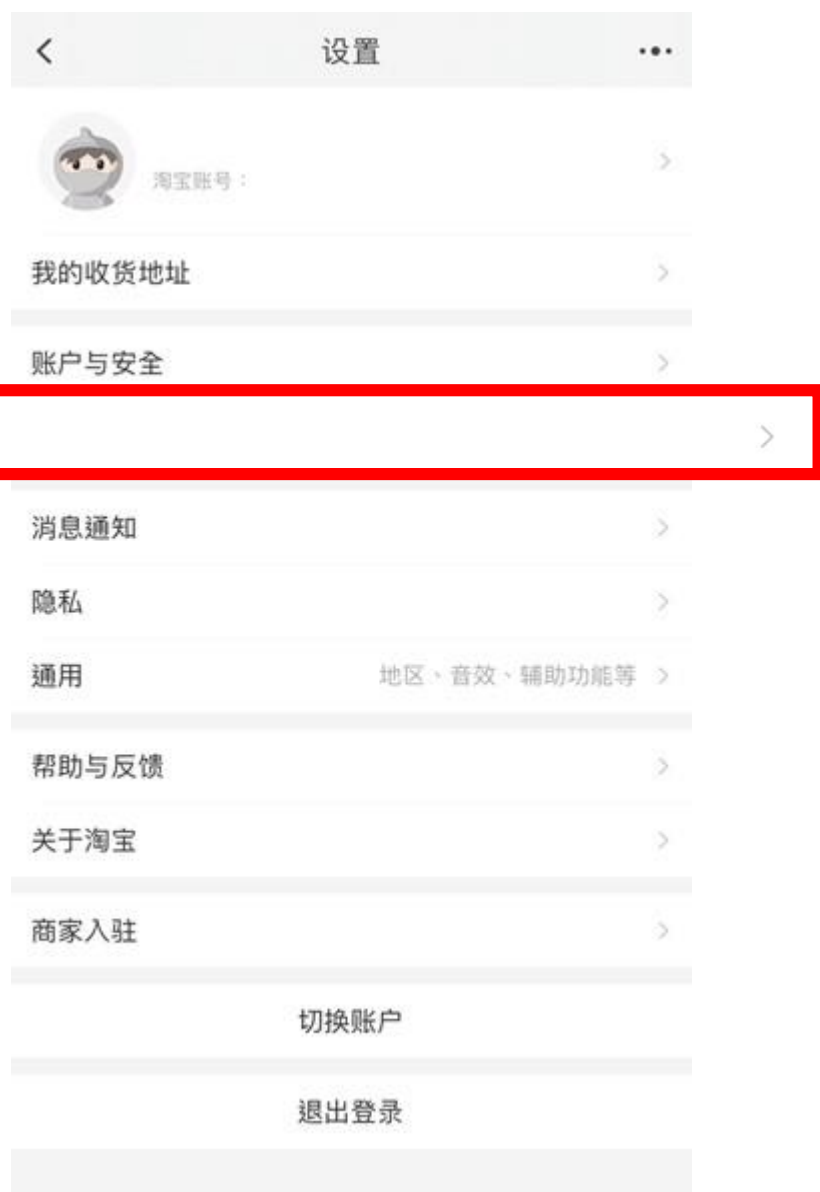 设置
淘宝账号：
我的收货地址
账户与安全
消息通知
隐私
通用 地区、音效、辅助功能等
帮助与反馈
关于淘宝
商家入驻
切换账户
退出登录